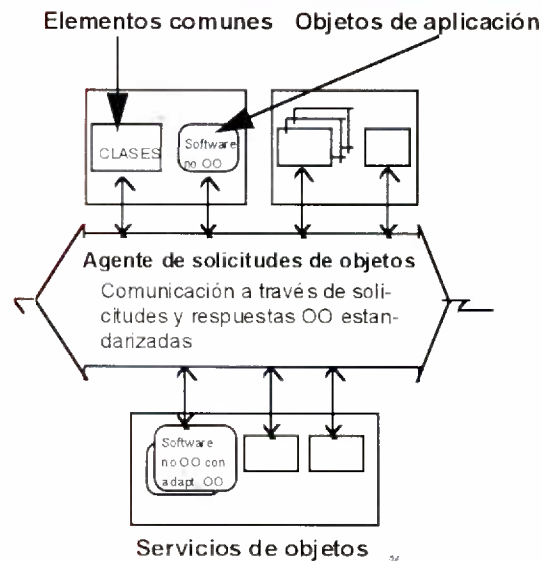 Elementos comunes Objetos de aplicación
CLASES
Software
no OO
Agente de solicitudes de objetos
Comunicación a través de soli-
citudes y respuestas OO estan-
darizadas
Software
no OO con
adapt. OO
Servicios de objetos